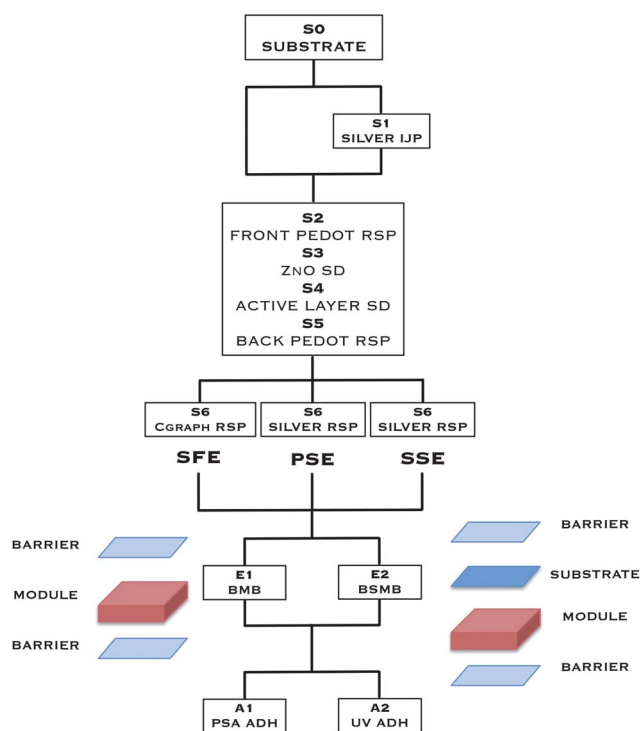 S0
SUBSTRATE
S1
SILVER IJP
S2
FRONT PEDOT RSP
S3
ZNO SD
S4
ACTIVE LAYER SD
S5
BACK PEDOT RSP
S6
CGRAPH RSP
S6
SILVER RSP
S6
SILVER RSP
SFE
PSE
SSE
BARRIER
MODULE
BARRIER
E1
BMB
E2
BSMB
BARRIER
SUBSTRATE
MODULE
BARRIER
A1
PSA ADH
A2
UV ADH